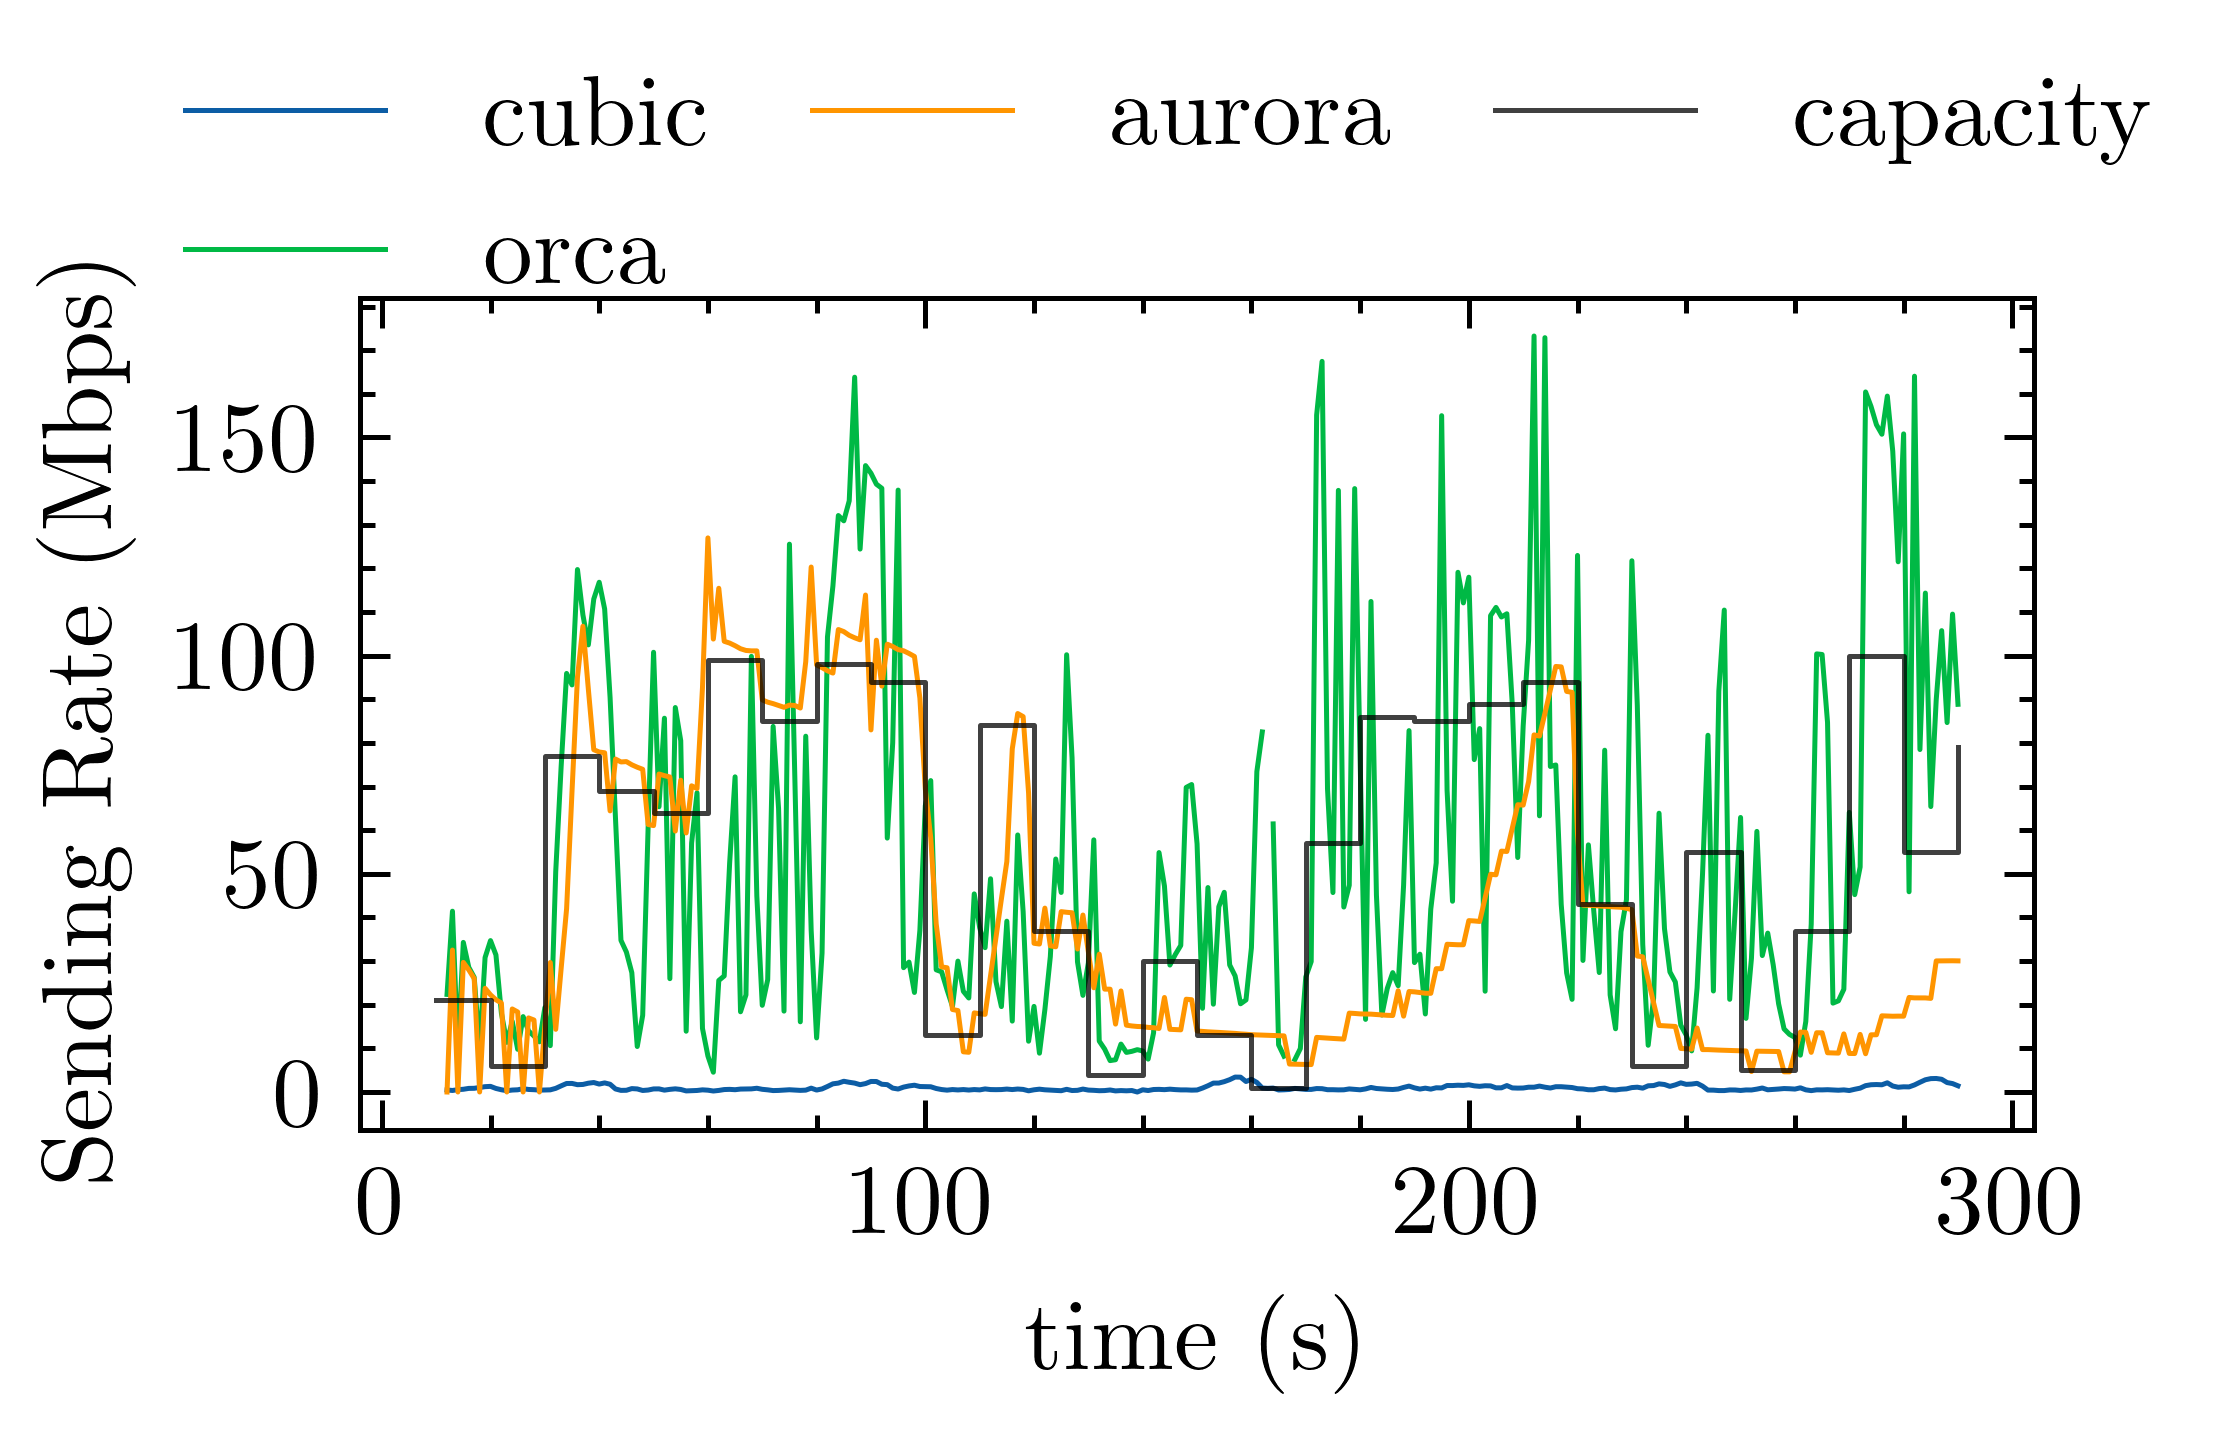 cubic aurora capacity
orca
Sending Rate (Mbps)
150
100
50
0
0 100 200 300
time (s)